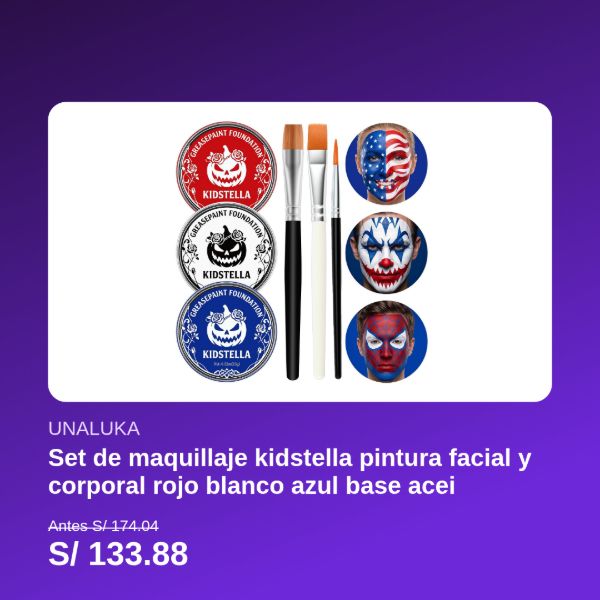 GREASEPAINT FOUNDATION
KIDSTELLA
GREASEPAINT FOUNDATION
KIDSTELLA
GREASEPAINT FOUNDATION
KIDSTELLA
UNALUKA
Set de maquillaje kidstella pintura facial y
corporal rojo blanco azul base acei
Antes S/ 174.04
S/ 133.88